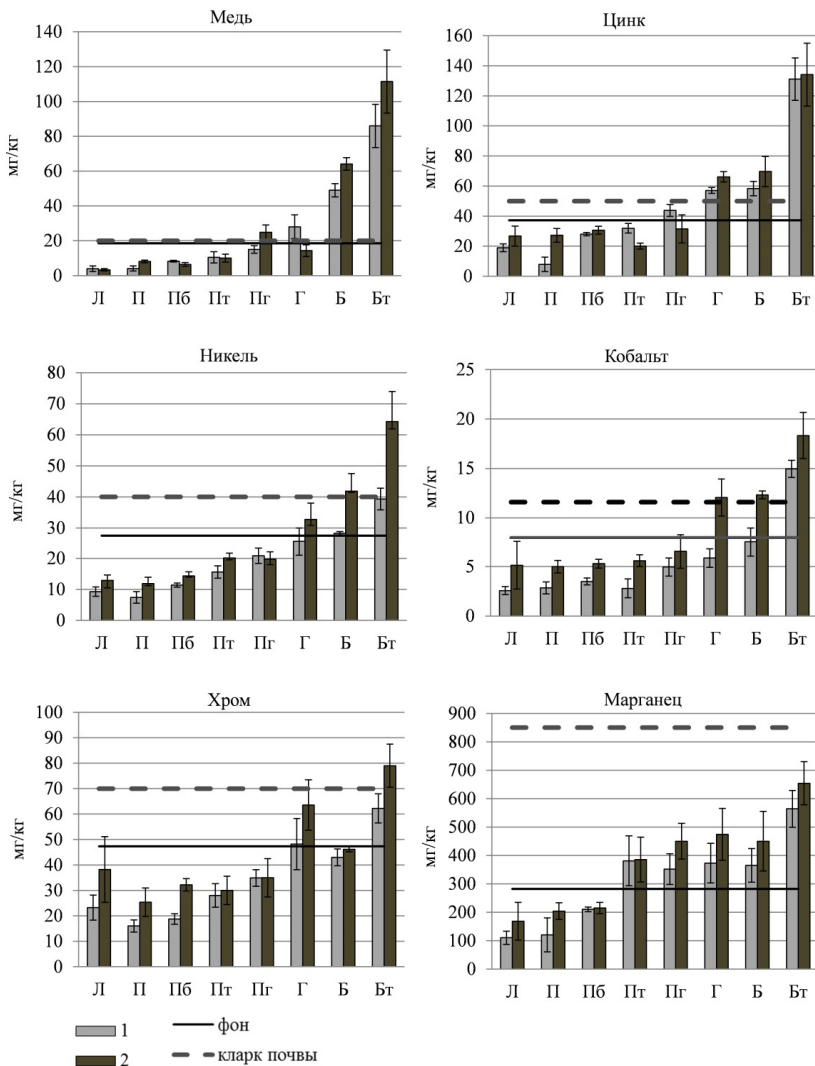 Медь
мг/кг
140
120
100
80
60
40
20
0
Л П Пб Пт Пг Г Б Бт
Цинк
мг/кг
160
140
120
100
80
60
40
20
0
Л П Пб Пт Пг Г Б Бт
Никель
мг/кг
80
70
60
50
40
30
20
10
0
Л П Пб Пт Пг Г Б Бт
Кобальт
мг/кг
25
20
15
10
5
0
Л П Пб Пт Пг Г Б Бт
Хром
мг/кг
100
90
80
70
60
50
40
30
20
10
0
Л П Пб Пт Пг Г Б Бт
Марганец
мг/кг
900
800
700
600
500
400
300
200
100
0
Л П Пб Пт Пг Г Б Бт
1 фон
2 кларк почвы